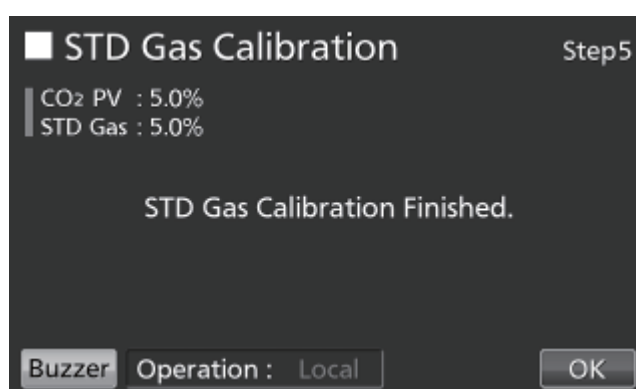 STD Gas Calibration Step5
CO2 PV : 5.0%
STD Gas : 5.0%
STD Gas Calibration Finished.
Buzzer Operation : Local OK